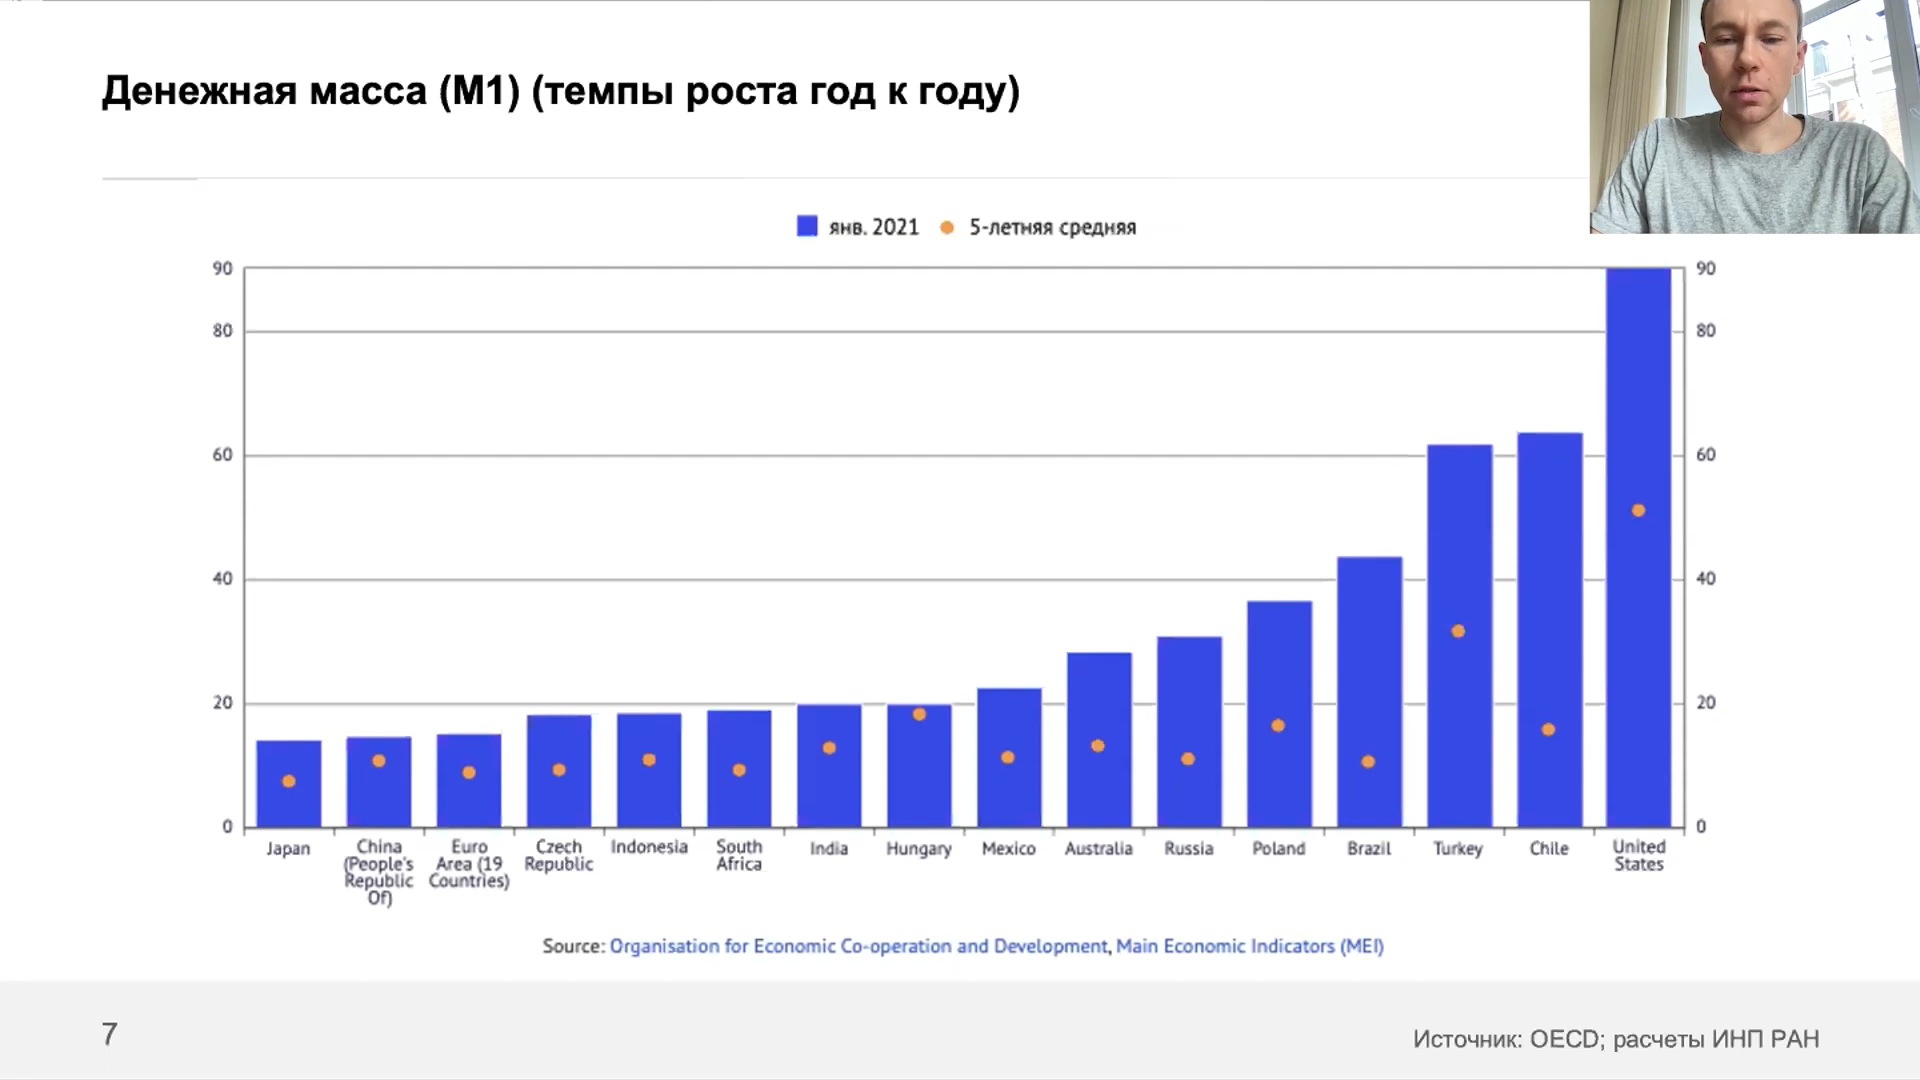 Денежная масса (M1) (темпы роста год к году)
янв. 2021 5-летняя средняя
90 90
80 80
60 60
40 40
20 20
0 0
Japan
China (People's Republic Of)
Euro Area (19 Countries)
Czech Republic
Indonesia
South Africa
India
Hungary
Mexico
Australia
Russia
Poland
Brazil
Turkey
Chile
United States
Source: Organisation for Economic Co-operation and Development, Main Economic Indicators (MEI)
7
Источник: OECD; расчеты ИНП РАН